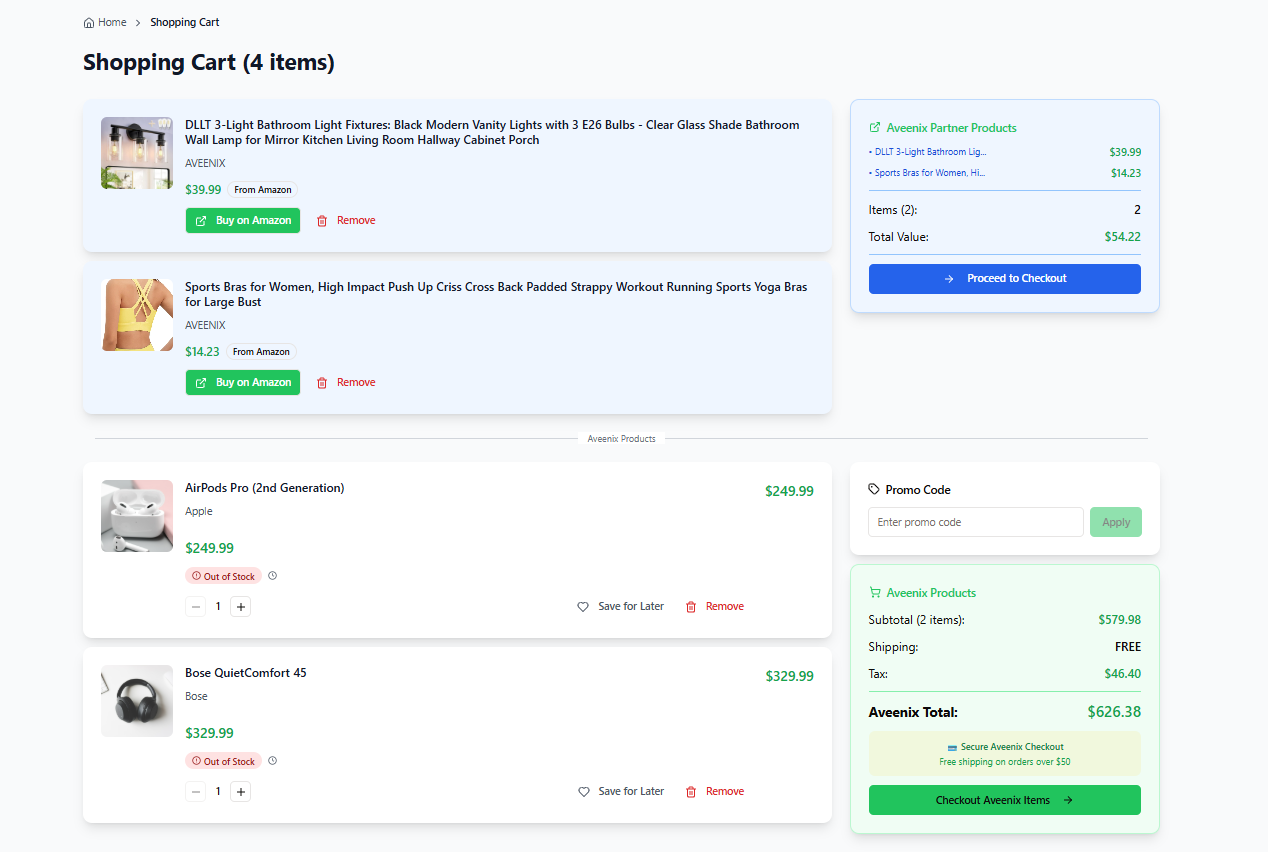 Home > Shopping Cart
Shopping Cart (4 items)
DLLT 3-Light Bathroom Light Fixtures: Black Modern Vanity Lights with 3 E26 Bulbs - Clear Glass Shade Bathroom
Wall Lamp for Mirror Kitchen Living Room Hallway Cabinet Porch
AVEENIX
$39.99 From Amazon
Buy on Amazon Remove
Sports Bras for Women, High Impact Push Up Criss Cross Back Padded Strappy Workout Running Sports Yoga Bras
for Large Bust
AVEENIX
$14.23 From Amazon
Buy on Amazon Remove
Aveenix Partner Products
• DLLT 3-Light Bathroom Lig... $39.99
• Sports Bras for Women, Hi... $14.23
Items (2): 2
Total Value: $54.22
Proceed to Checkout
Aveenix Products
AirPods Pro (2nd Generation) $249.99
Apple
$249.99
Out of Stock
1 Save for Later Remove
Bose QuietComfort 45 $329.99
Bose
$329.99
Out of Stock
1 Save for Later Remove
Promo Code
Enter promo code Apply
Aveenix Products
Subtotal (2 items): $579.98
Shipping: FREE
Tax: $46.40
Aveenix Total: $626.38
Secure Aveenix Checkout
Free shipping on orders over $50
Checkout Aveenix Items